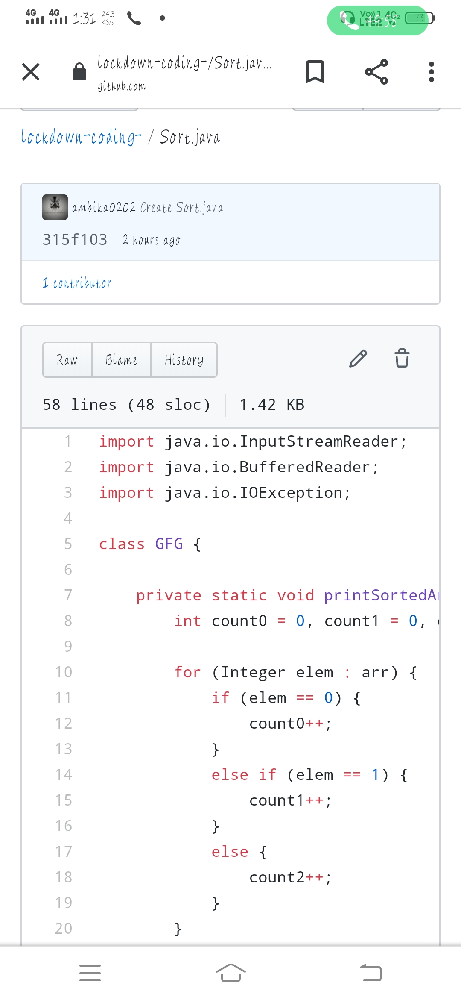 4G 4G 1:31 24.3 KB/s 49:55 Vo)) 1 4G2 LTE2 73
lockdown-coding-/Sort.jav...
github.com
lockdown-coding- / Sort.java
ambika0202 Create Sort.java
315f103 2 hours ago
1 contributor
Raw Blame History
58 lines (48 sloc) 1.42 KB
1 import java.io.InputStreamReader;
2 import java.io.BufferedReader;
3 import java.io.IOException;
4
5 class GFG {
6
7 private static void printSortedA
8 int count0 = 0, count1 = 0,
9
10 for (Integer elem : arr) {
11 if (elem == 0) {
12 count0++;
13 }
14 else if (elem == 1) {
15 count1++;
16 }
17 else {
18 count2++;
19 }
20 }